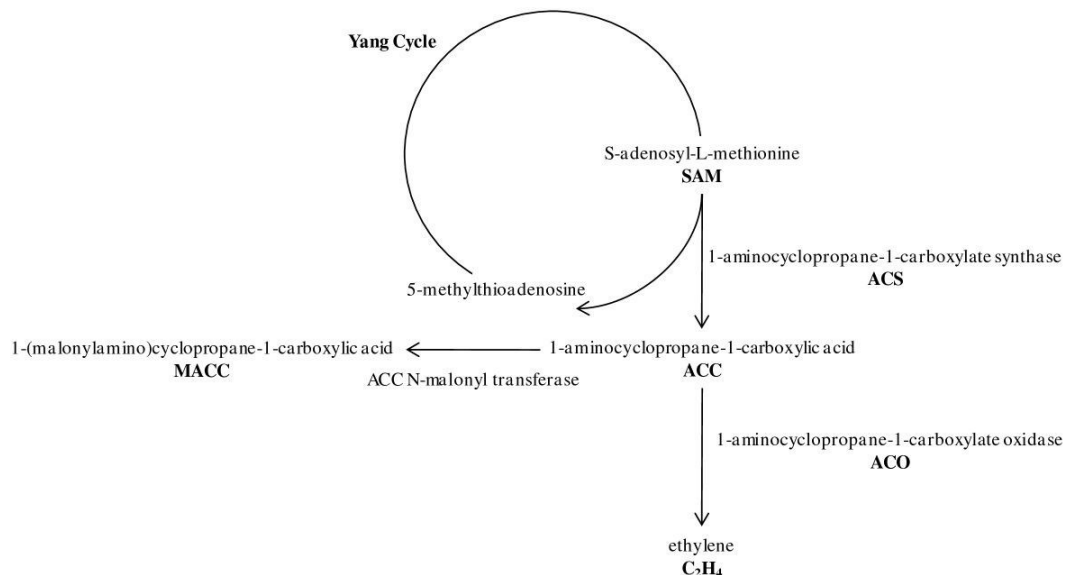 Yang Cycle
S-adenosyl-L-methionine
SAM
1-aminocyclopropane-1-carboxylate synthase
ACS
5-methylthioadenosine
1-(malonylamino)cyclopropane-1-carboxylic acid
MACC
ACC N-malonyl transferase
1-aminocyclopropane-1-carboxylic acid
ACC
1-aminocyclopropane-1-carboxylate oxidase
ACO
ethylene
C₂H₄